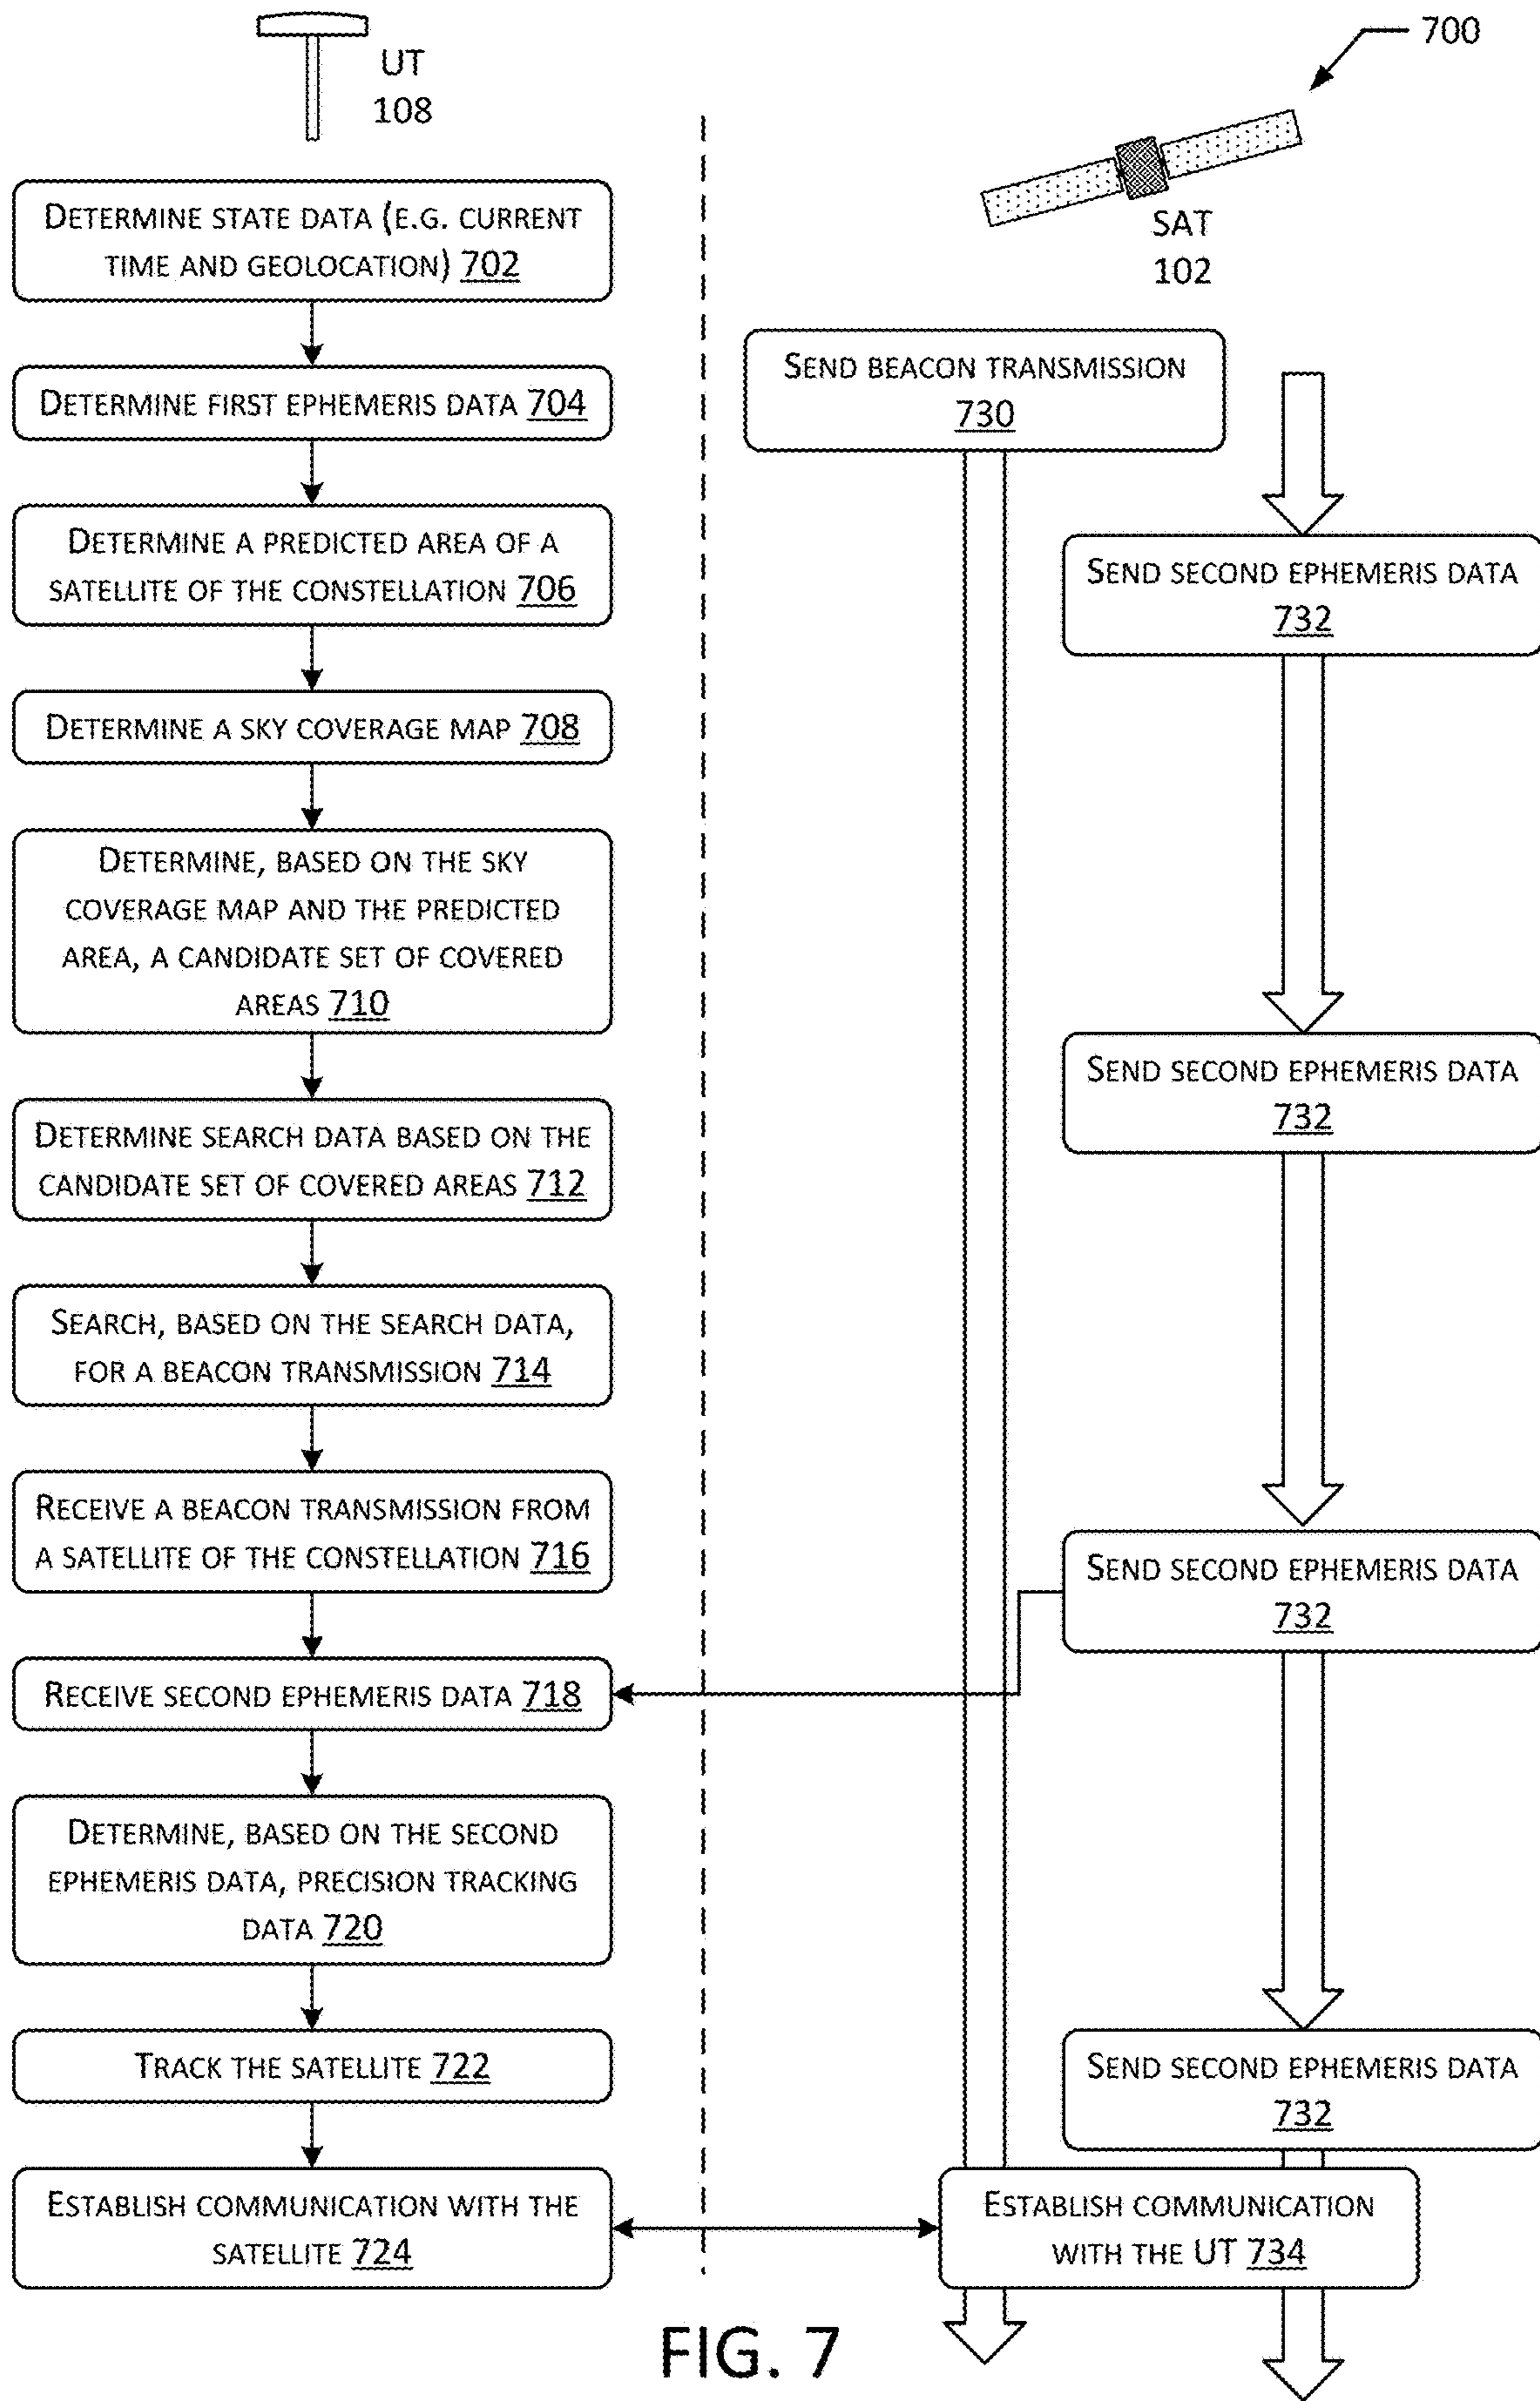 700
UT
108
SAT
102
DETERMINE STATE DATA (E.G. CURRENT
TIME AND GEOLOCATION) 702
DETERMINE FIRST EPHEMERIS DATA 704
DETERMINE A PREDICTED AREA OF A
SATELLITE OF THE CONSTELLATION 706
DETERMINE A SKY COVERAGE MAP 708
DETERMINE, BASED ON THE SKY
COVERAGE MAP AND THE PREDICTED
AREA, A CANDIDATE SET OF COVERED
AREAS 710
DETERMINE SEARCH DATA BASED ON THE
CANDIDATE SET OF COVERED AREAS 712
SEARCH, BASED ON THE SEARCH DATA,
FOR A BEACON TRANSMISSION 714
RECEIVE A BEACON TRANSMISSION FROM
A SATELLITE OF THE CONSTELLATION 716
RECEIVE SECOND EPHEMERIS DATA 718
DETERMINE, BASED ON THE SECOND
EPHEMERIS DATA, PRECISION TRACKING
DATA 720
TRACK THE SATELLITE 722
ESTABLISH COMMUNICATION WITH THE
SATELLITE 724
SEND BEACON TRANSMISSION
730
SEND SECOND EPHEMERIS DATA
732
SEND SECOND EPHEMERIS DATA
732
SEND SECOND EPHEMERIS DATA
732
SEND SECOND EPHEMERIS DATA
732
ESTABLISH COMMUNICATION
WITH THE UT 734
FIG. 7